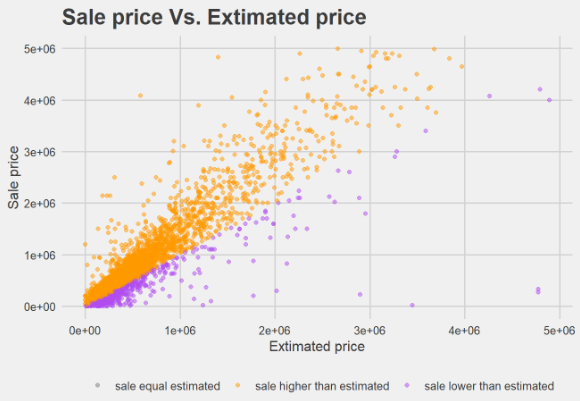 Sale price Vs. Extimated price
5e+06
4e+06
3e+06
2e+06
1e+06
0e+00
Sale price
0e+00 1e+06 2e+06 3e+06 4e+06 5e+06
Extimated price
sale equal estimated sale higher than estimated sale lower than estimated